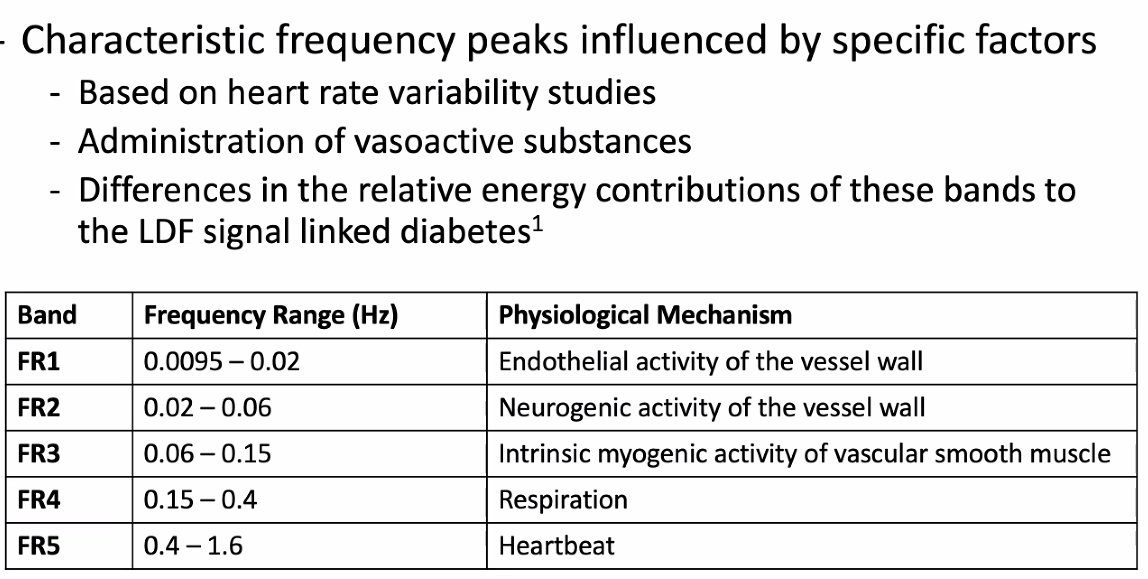 - Characteristic frequency peaks influenced by specific factors
- Based on heart rate variability studies
- Administration of vasoactive substances
- Differences in the relative energy contributions of these bands to
the LDF signal linked diabetes¹
Band Frequency Range (Hz) Physiological Mechanism
FR1 0.0095 – 0.02 Endothelial activity of the vessel wall
FR2 0.02 – 0.06 Neurogenic activity of the vessel wall
FR3 0.06 – 0.15 Intrinsic myogenic activity of vascular smooth muscle
FR4 0.15 – 0.4 Respiration
FR5 0.4 – 1.6 Heartbeat